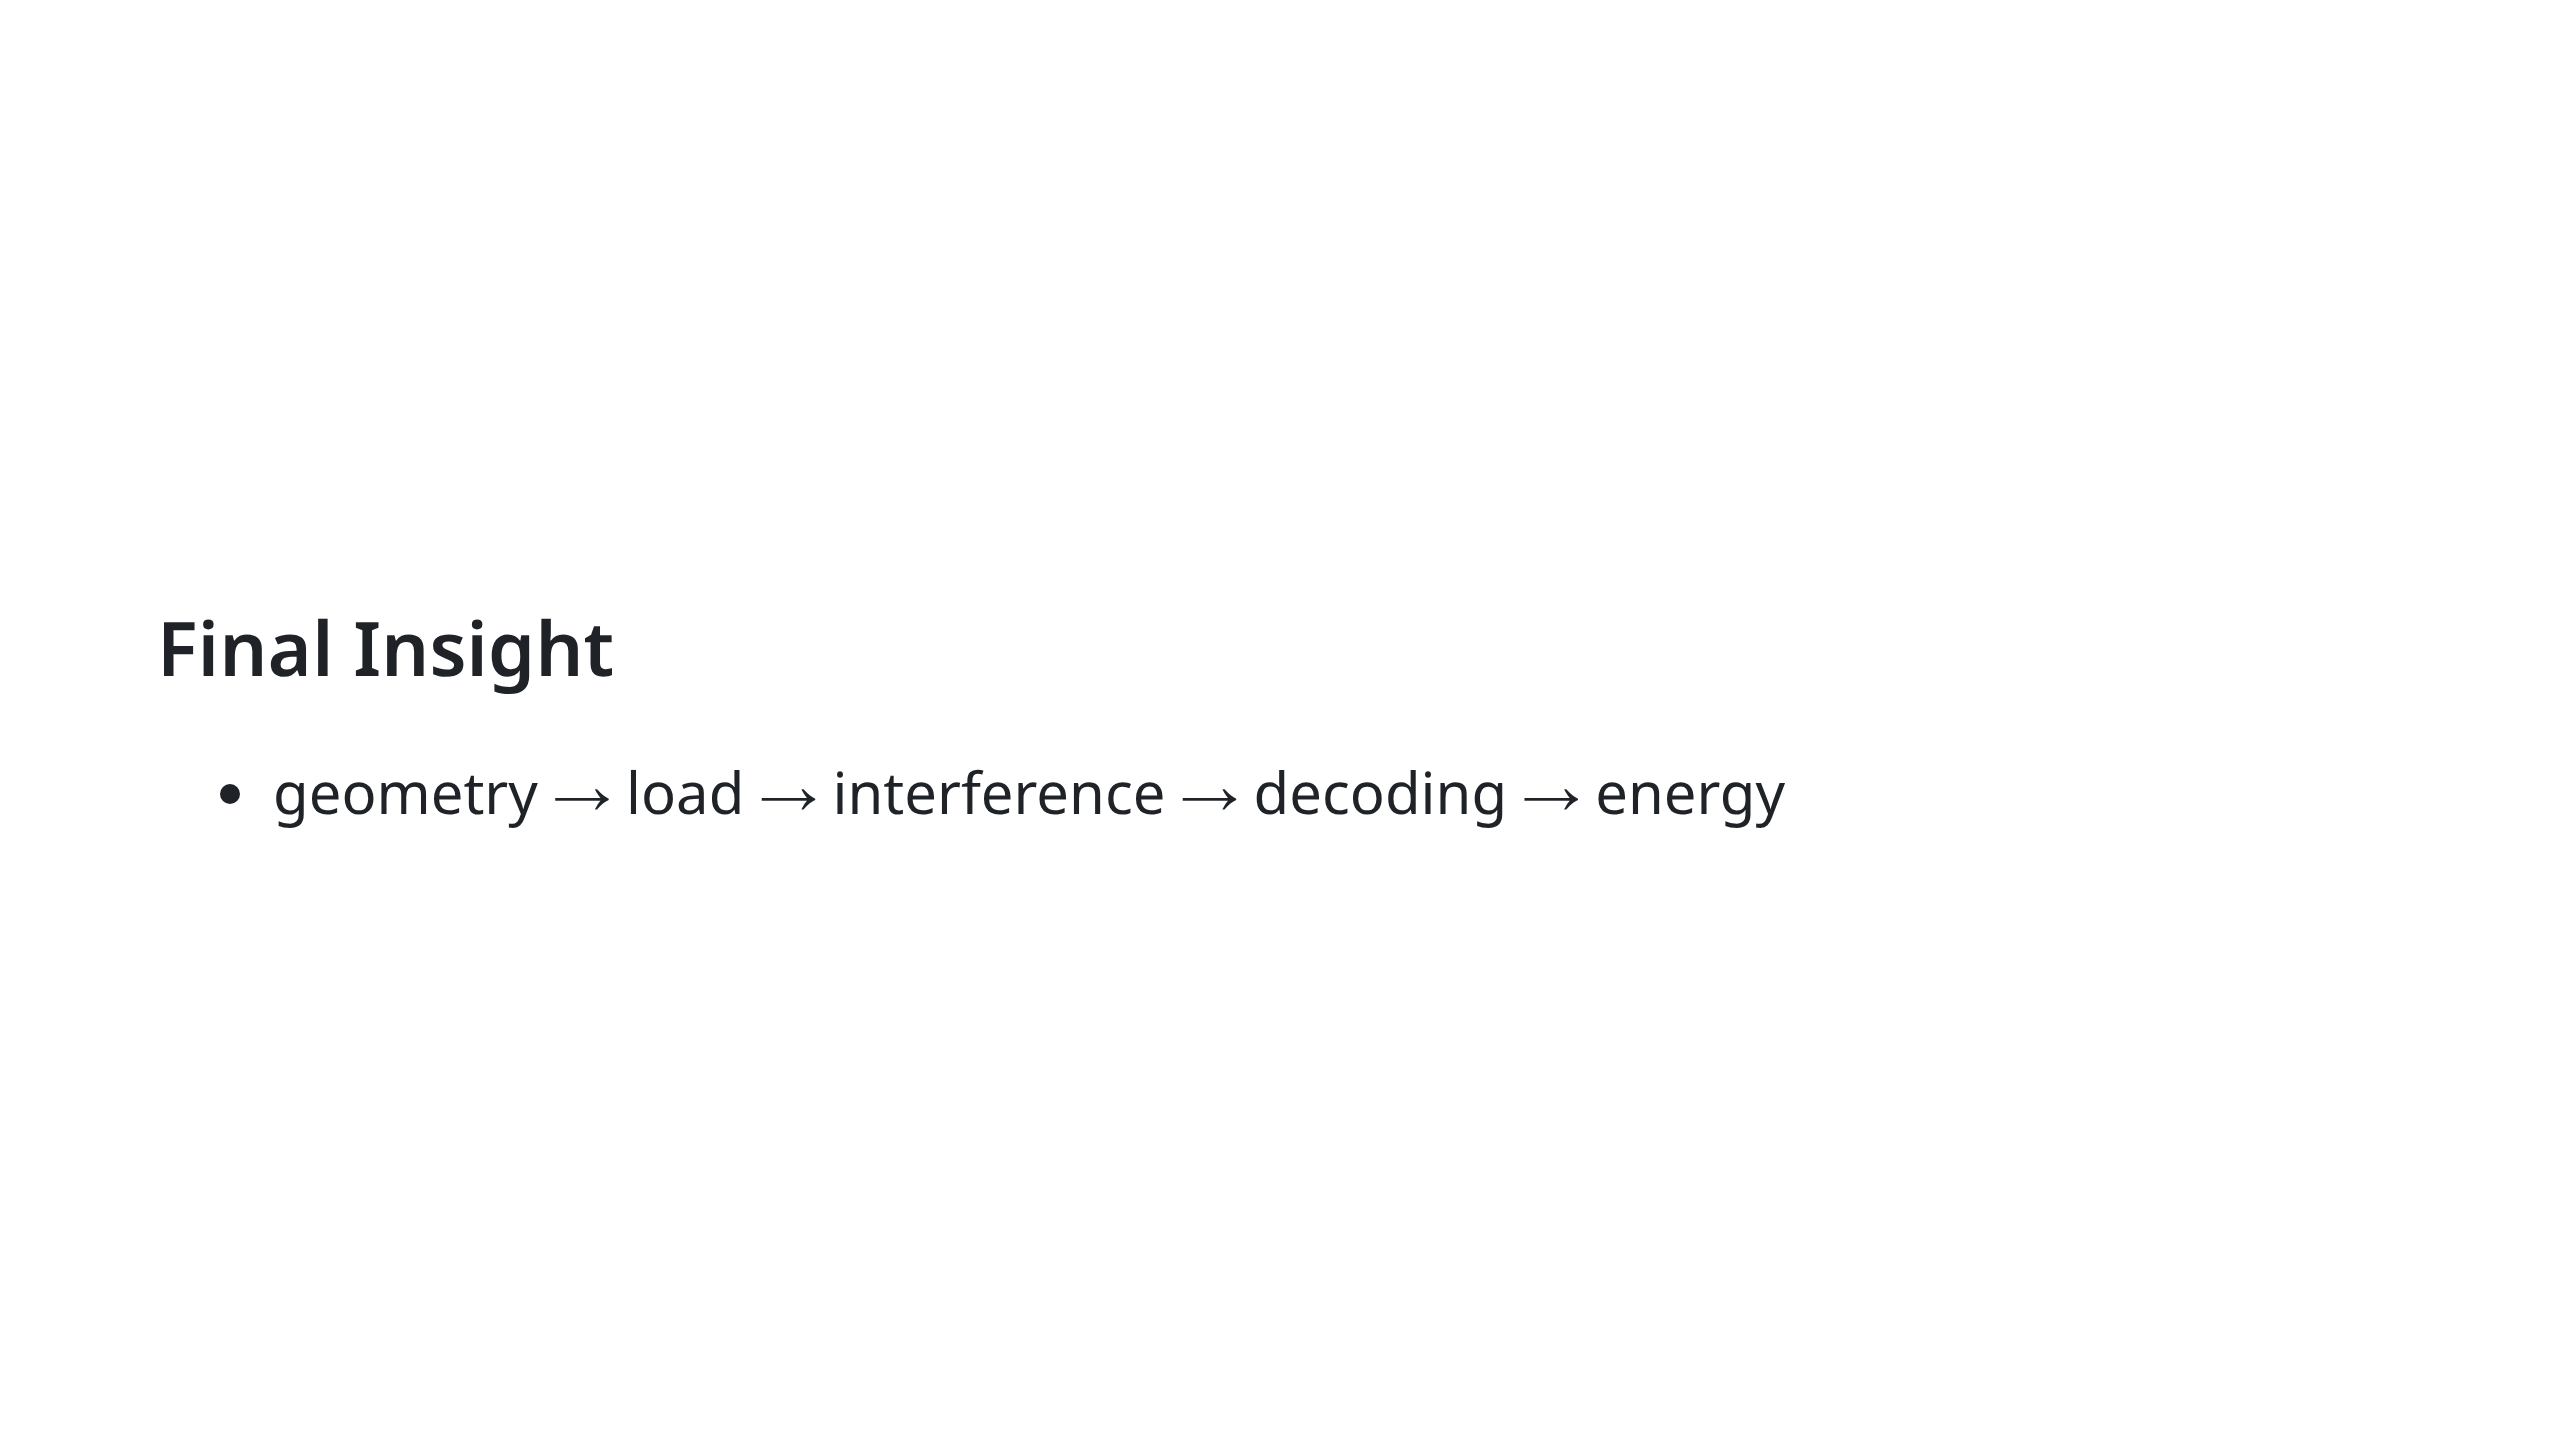 Final Insight
• geometry → load → interference → decoding → energy